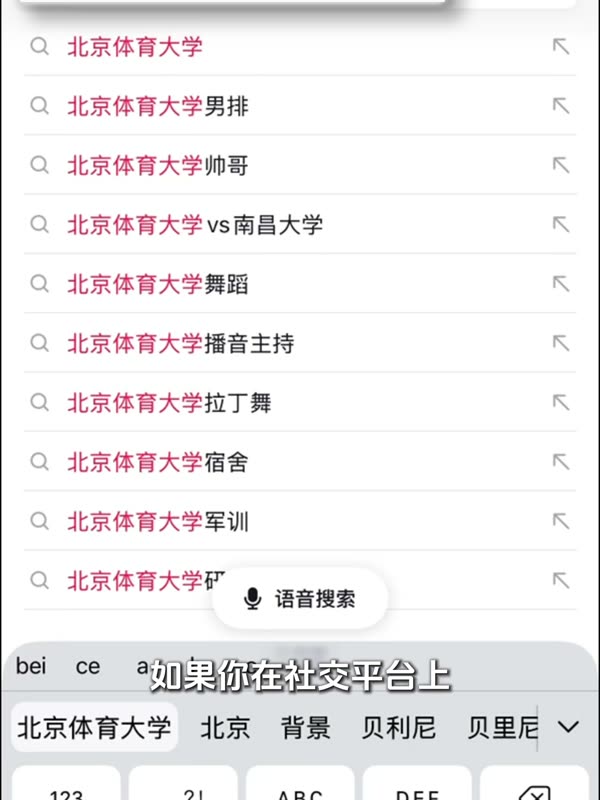 北京体育大学
北京体育大学男排
北京体育大学帅哥
北京体育大学vs南昌大学
北京体育大学舞蹈
北京体育大学播音主持
北京体育大学拉丁舞
北京体育大学宿舍
北京体育大学军训
北京体育大学
语音搜索
bei ce a
如果你在社交平台上
北京体育大学 北京 背景 贝利尼 贝里尼
123 .?! ABC DEF